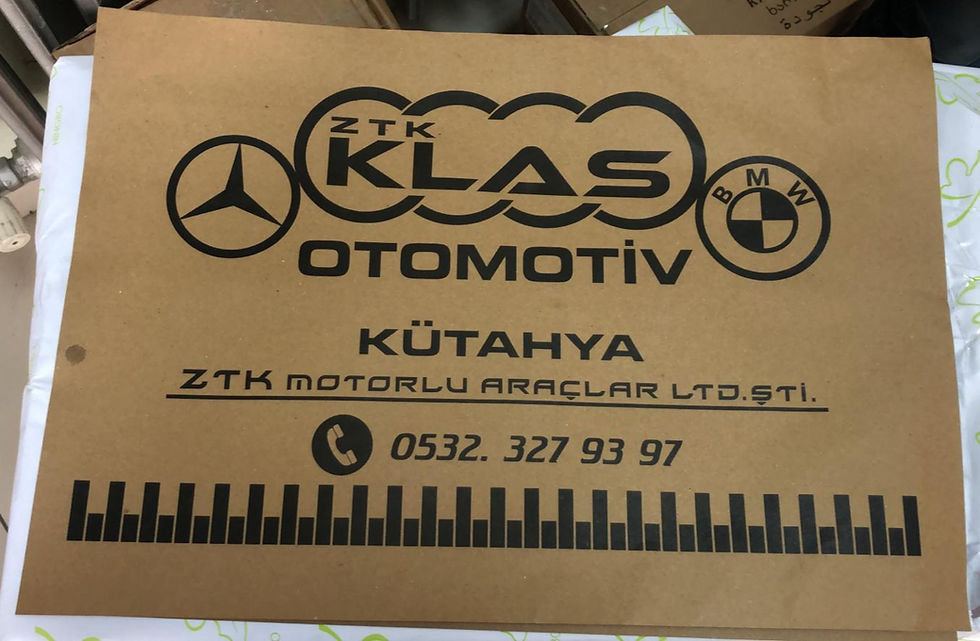 ZTK
KLAS
BMW
OTOMOTİV
KÜTAHYA
ZTK MOTORLU ARAÇLAR LTD.ŞTİ.
0532. 327 93 97